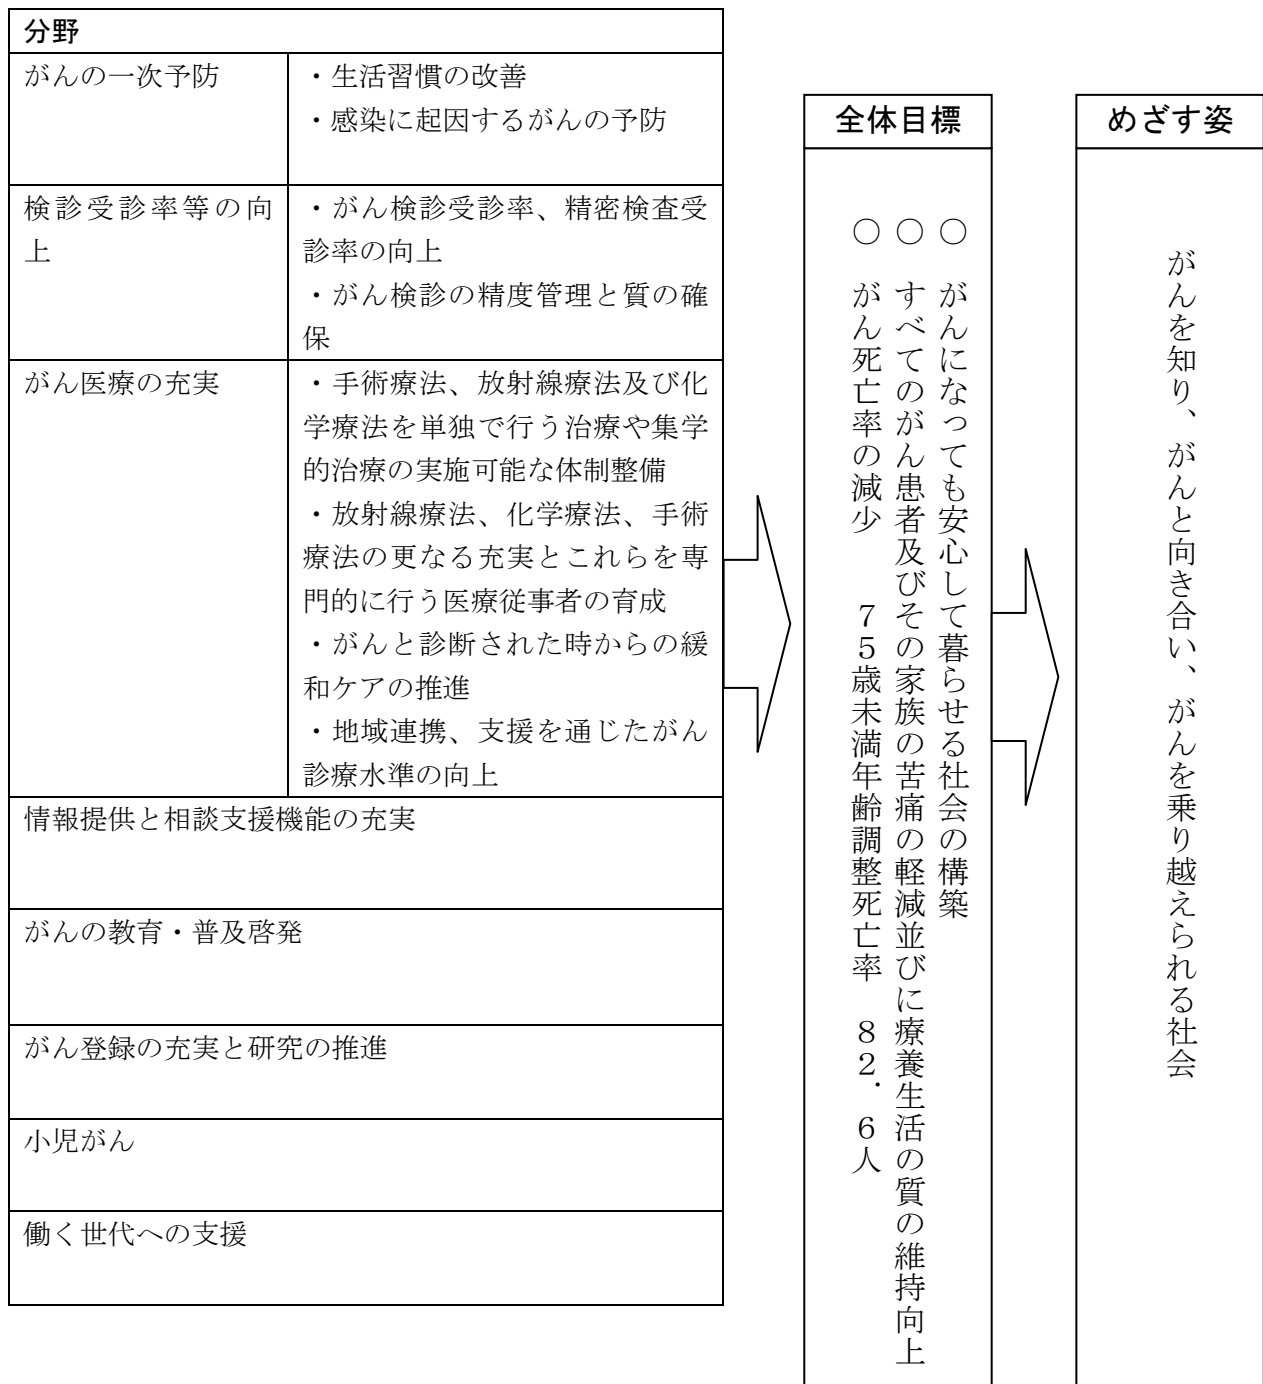 分野
がんの一次予防
・生活習慣の改善
・感染に起因するがんの予防
検診受診率等の向
上
・がん検診受診率、精密検査受
診率の向上
・がん検診の精度管理と質の確
保
がん医療の充実
・手術療法、放射線療法及び化
学療法を単独で行う治療や集学
的治療の実施可能な体制整備
・放射線療法、化学療法、手術
療法の更なる充実とこれらを専
門的に行う医療従事者の育成
・がんと診断された時からの緩
和ケアの推進
・地域連携、支援を通じたがん
診療水準の向上
情報提供と相談支援機能の充実
がんの教育・普及啓発
がん登録の充実と研究の推進
小児がん
働く世代への支援
全体目標
○ がんになっても安心して暮らせる社会の構築
○ すべてのがん患者及びその家族の苦痛の軽減並びに療養生活の質の維持向上
○ がん死亡率の減少 75歳未満年齢調整死亡率 82.6人
めざす姿
がんを知り、がんと向き合い、がんを乗り越えられる社会